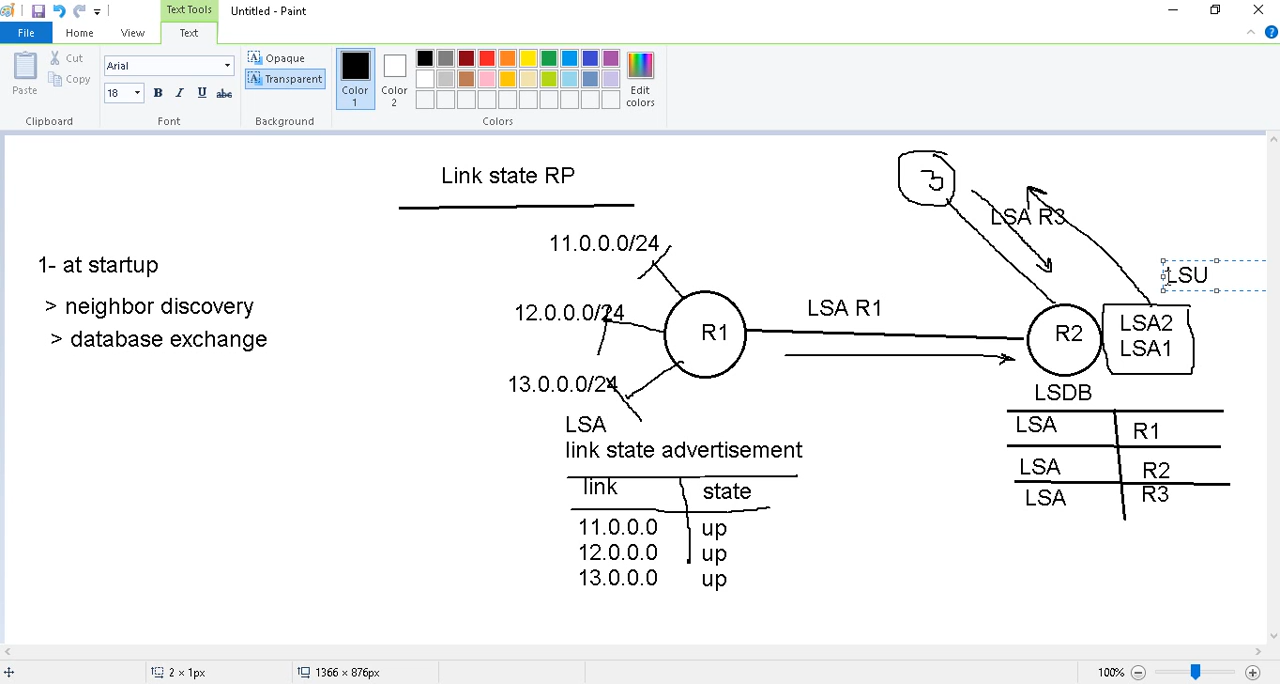 Text Tools
Untitled - Paint
File
Home
View
Text
Paste
Cut
Copy
Clipboard
Arial
18
B
I
U
abc
Font
Opaque
Transparent
Background
Color 1
Color 2
Edit colors
Colors
Link state RP
1- at startup
> neighbor discovery
> database exchange
11.0.0.0/24
12.0.0.0/24
13.0.0.0/24
R1
LSA R1
3
LSA R3
LSU
R2
LSA2
LSA1
LSDB
LSA R1
LSA R2
LSA R3
LSA
link state advertisement
link state
11.0.0.0 up
12.0.0.0 up
13.0.0.0 up
2 × 1px
1366 × 876px
100%